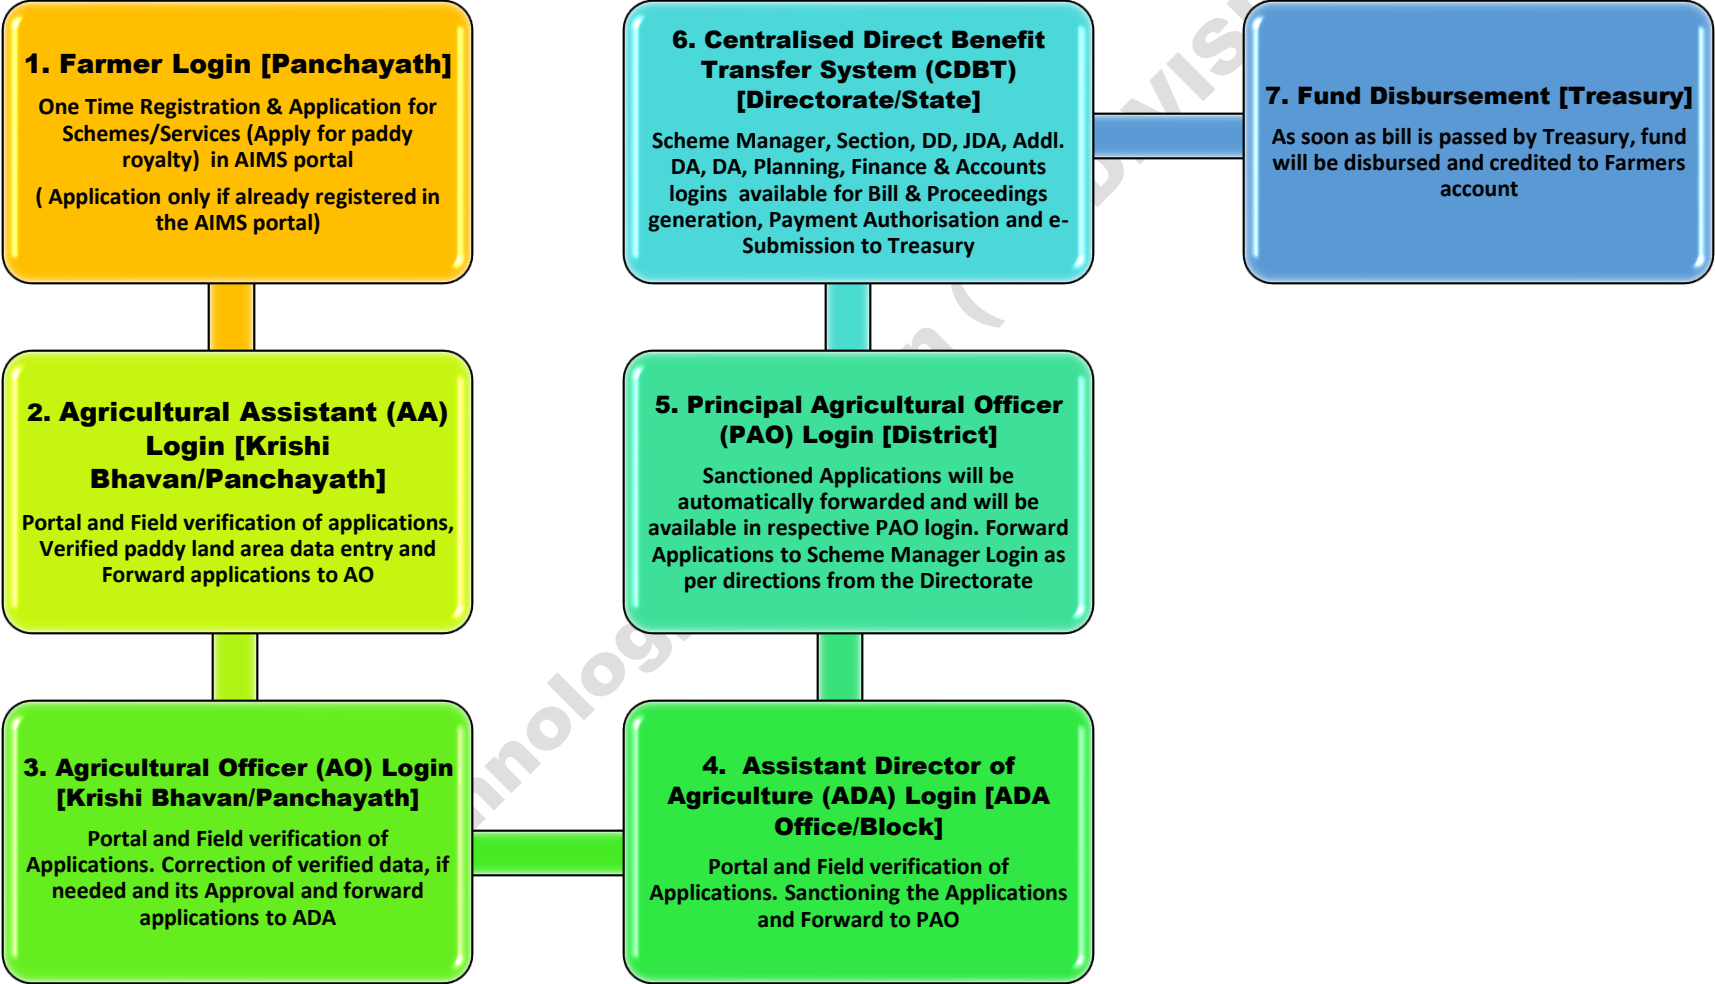 1. Farmer Login [Panchayath]
One Time Registration & Application for
Schemes/Services (Apply for paddy
royalty)  in AIMS portal
( Application only if already registered in
the AIMS portal)
2. Agricultural Assistant (AA)
Login [Krishi
Bhavan/Panchayath]
Portal and Field verification of applications,
Verified paddy land area data entry and
Forward applications to AO
3. Agricultural Officer (AO) Login
[Krishi Bhavan/Panchayath]
Portal and Field verification of
Applications. Correction of verified data, if
needed and its Approval and forward
applications to ADA
4.  Assistant Director of
Agriculture (ADA) Login [ADA
Office/Block]
Portal and Field verification of
Applications. Sanctioning the Applications
and Forward to PAO
5. Principal Agricultural Officer
(PAO) Login [District]
Sanctioned Applications will be
automatically forwarded and will be
available in respective PAO login. Forward
Applications to Scheme Manager Login as
per directions from the Directorate
6. Centralised Direct Benefit
Transfer System (CDBT)
[Directorate/State]
Scheme Manager, Section, DD, JDA, Addl.
DA, DA, Planning, Finance & Accounts
logins  available for Bill & Proceedings
generation, Payment Authorisation and e-
Submission to Treasury
7. Fund Disbursement [Treasury]
As soon as bill is passed by Treasury, fund
will be disbursed and credited to Farmers
account